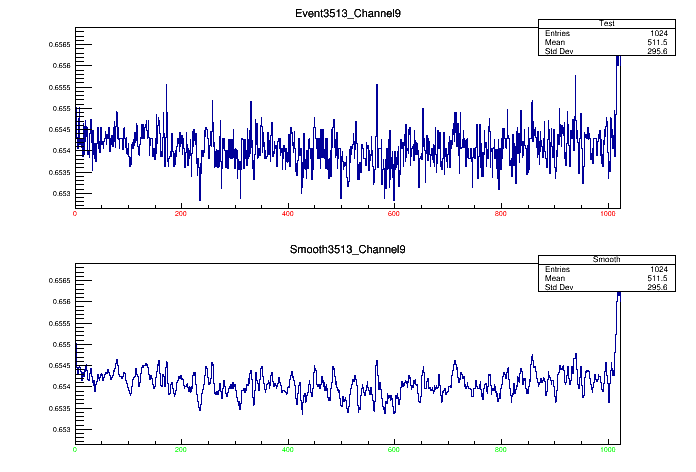 Event3513_Channel9
Test
Entries 1024
Mean 511.5
Std Dev 295.6
0.6565
0.656
0.6555
0.655
0.6545
0.654
0.6535
0.653
0 200 400 600 800 1000
Smooth3513_Channel9
Smooth
Entries 1024
Mean 511.5
Std Dev 295.6
0.6565
0.656
0.6555
0.655
0.6545
0.654
0.6535
0.653
0 200 400 600 800 1000